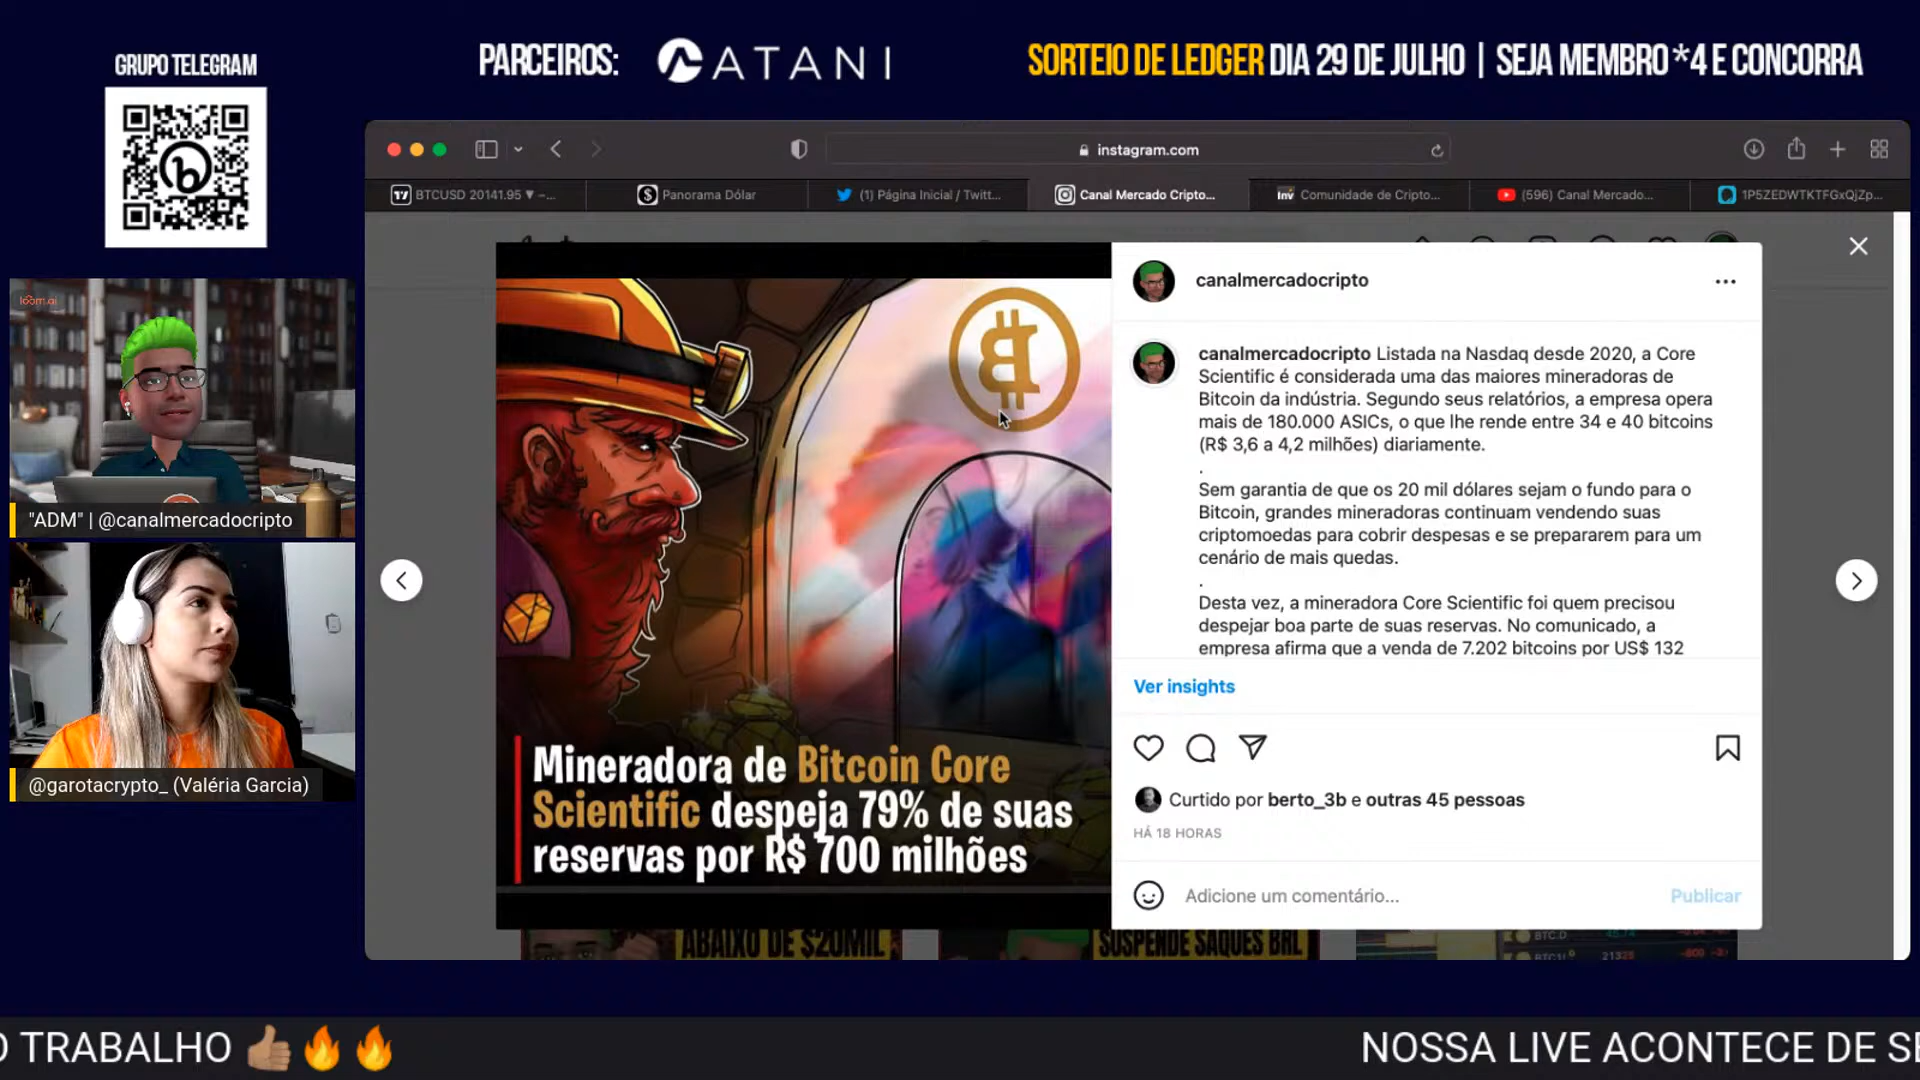 GRUPO TELEGRAM
PARCEIROS:
ATANI
SORTEIO DE LEDGER DIA 29 DE JULHO | SEJA MEMBRO *4 E CONCORRA
instagram.com
BTCUSD 20141.95 ▼ –...
Panorama Dólar
(1) Página Inicial / Twitt...
Canal Mercado Cripto...
Inv
Comunidade de Cripto...
(596) Canal Mercado...
1P5ZEDWTKTFGxQjZp...
loom.ai
"ADM" | @canalmercadocripto
@garotacrypto_ (Valéria Garcia)
Mineradora de Bitcoin Core
Scientific despeja 79% de suas
reservas por R$ 700 milhões
canalmercadocripto
canalmercadocripto Listada na Nasdaq desde 2020, a Core
Scientific é considerada uma das maiores mineradoras de
Bitcoin da indústria. Segundo seus relatórios, a empresa opera
mais de 180.000 ASICs, o que lhe rende entre 34 e 40 bitcoins
(R$ 3,6 a 4,2 milhões) diariamente.
.
Sem garantia de que os 20 mil dólares sejam o fundo para o
Bitcoin, grandes mineradoras continuam vendendo suas
criptomoedas para cobrir despesas e se prepararem para um
cenário de mais quedas.
.
Desta vez, a mineradora Core Scientific foi quem precisou
despejar boa parte de suas reservas. No comunicado, a
empresa afirma que a venda de 7.202 bitcoins por US$ 132
Ver insights
Curtido por berto_3b e outras 45 pessoas
HÁ 18 HORAS
Adicione um comentário...
Publicar
ABAIXO DE $20MIL
SUSPENDE SAQUES BRL
BTC.D
O TRABALHO 👍🏽🔥🔥
NOSSA LIVE ACONTECE DE SE